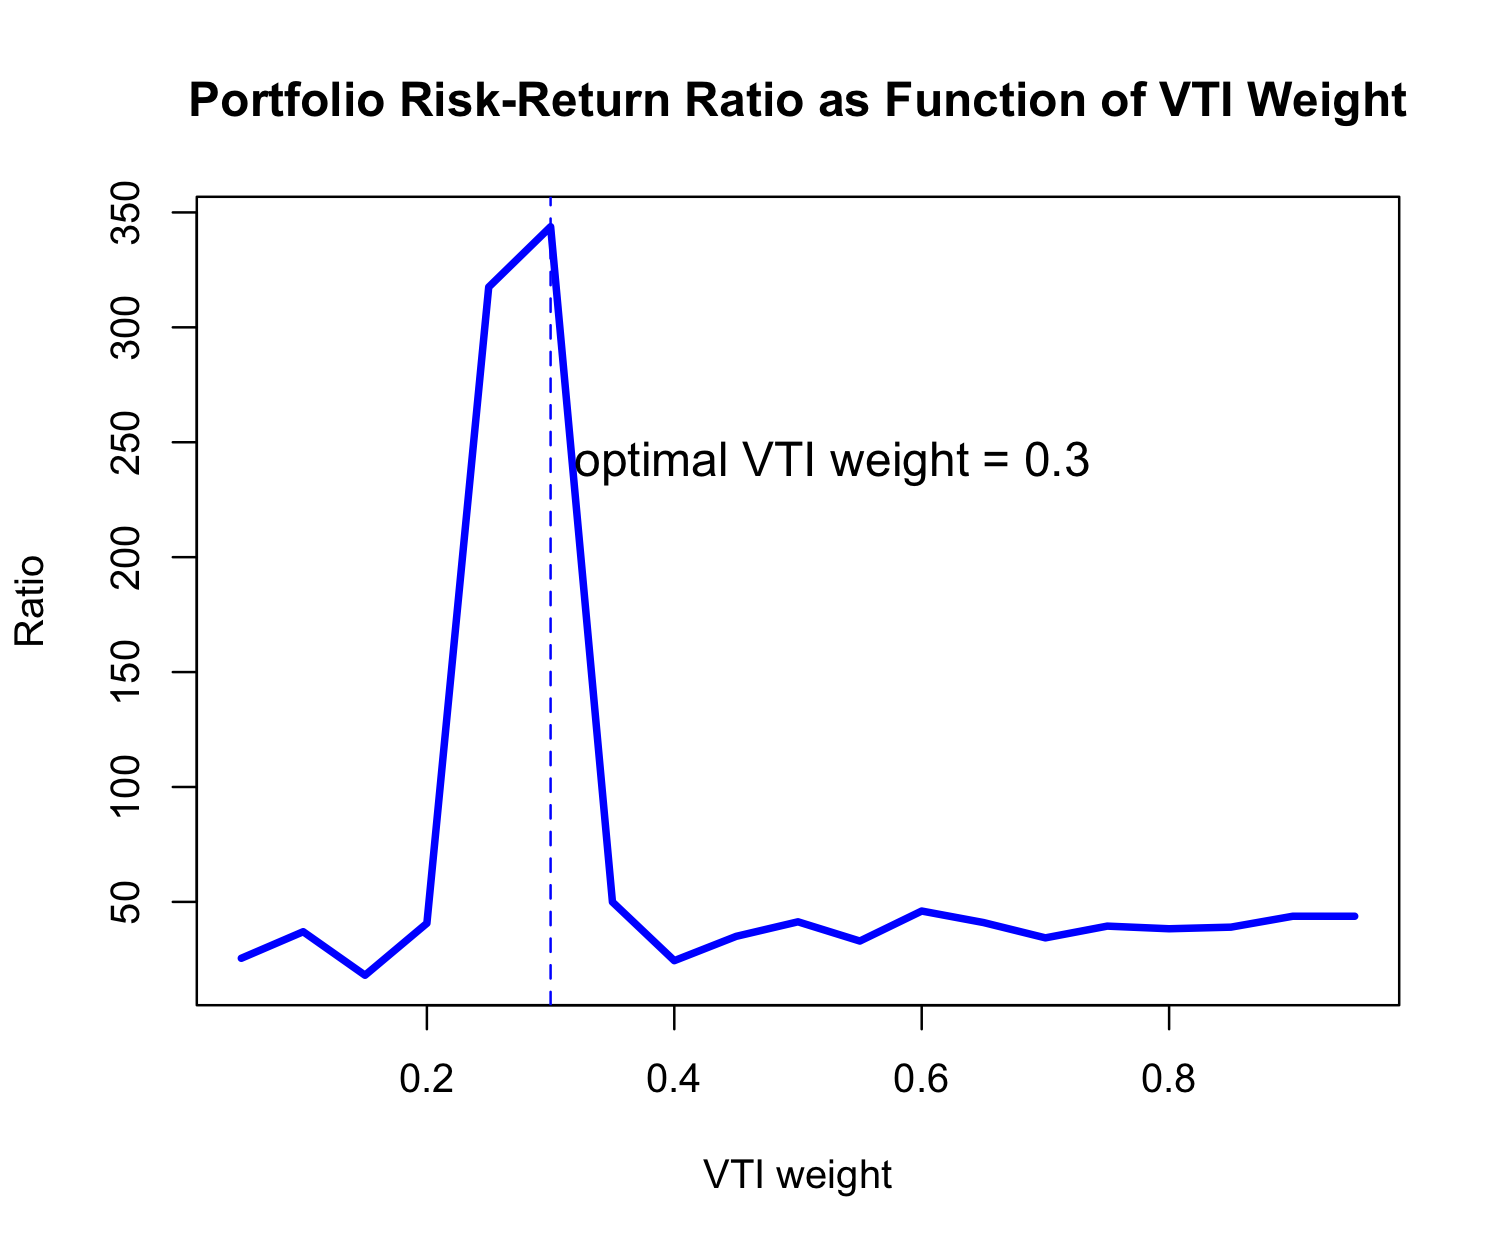 Portfolio Risk-Return Ratio as Function of VTI Weight
350
300
250
200
150
100
50
Ratio
optimal VTI weight = 0.3
0.2 0.4 0.6 0.8
VTI weight